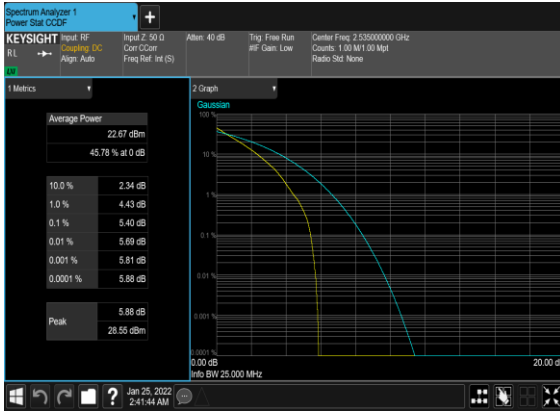 Spectrum Analyzer 1
Power Stat CCDF
+
KEYSIGHT
RL
Input: RF
Coupling: DC
Align: Auto
Input Z: 50 Ω
Corr CCorr
Freq Ref: Int (S)
Atten: 40 dB
Trig: Free Run
#IF Gain: Low
Center Freq: 2.535000000 GHz
Counts: 1.00 M/1.00 Mpt
Radio Std: None
1 Metrics
Average Power
22.67 dBm
45.78 % at 0 dB
10.0 % 2.34 dB
1.0 % 4.43 dB
0.1 % 5.40 dB
0.01 % 5.69 dB
0.001 % 5.81 dB
0.0001 % 5.88 dB
Peak
5.88 dB
28.55 dBm
2 Graph
Gaussian
100 %
10 %
1 %
0.1 %
0.01 %
0.001 %
0.0001 %
0.00 dB
20.00 d
Info BW 25.000 MHz
?
Jan 25, 2022
2:41:44 AM